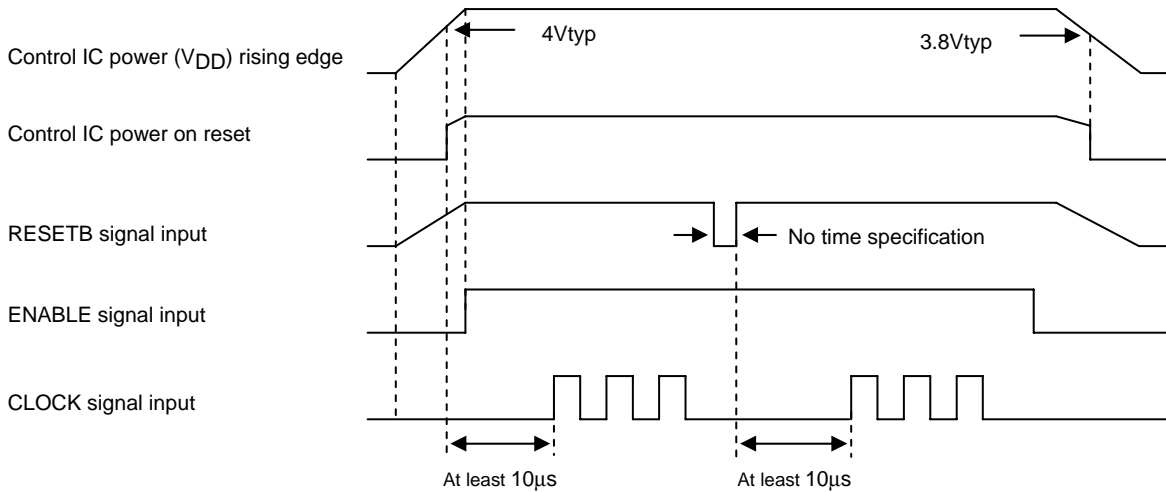 4Vtyp
3.8Vtyp
Control IC power (VDD) rising edge
Control IC power on reset
RESETB signal input
No time specification
ENABLE signal input
CLOCK signal input
At least 10μs
At least 10μs